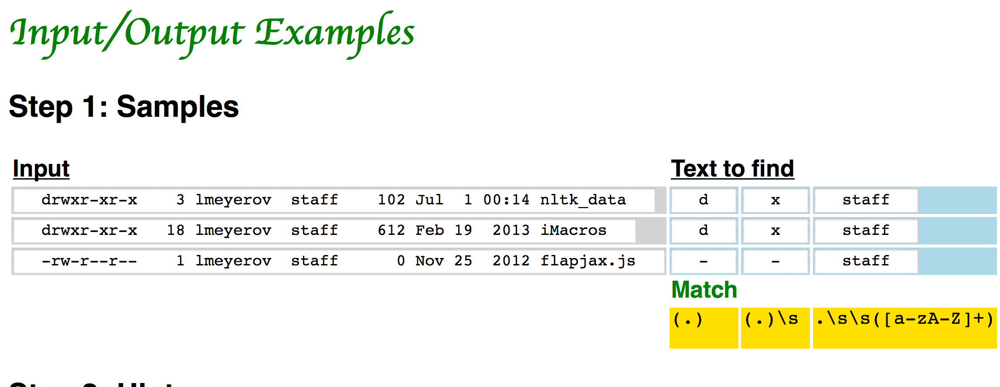 Input/Output Examples
Step 1: Samples
Input Text to find
drwxr-xr-x   3 lmeyerov  staff    102 Jul  1 00:14 nltk_data d x staff
drwxr-xr-x  18 lmeyerov  staff    612 Feb 19  2013 iMacros d x staff
-rw-r--r--   1 lmeyerov  staff      0 Nov 25  2012 flapjax.js - - staff
Match
(.) (.)\s .\s\s([a-zA-Z]+)